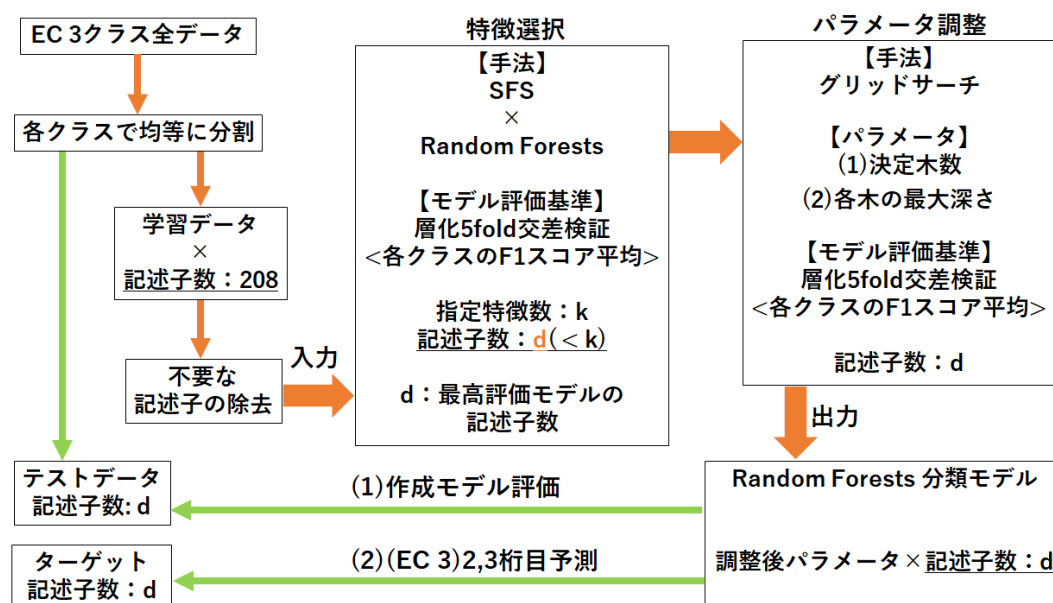 EC 3クラス全データ
各クラスで均等に分割
学習データ
×
記述子数：208
不要な
記述子の除去
入力
特徴選択
【手法】
SFS
×
Random Forests
【モデル評価基準】
層化5fold交差検証
<各クラスのF1スコア平均>
指定特徴数：k
記述子数：d(< k)
d：最高評価モデルの
記述子数
パラメータ調整
【手法】
グリッドサーチ
【パラメータ】
(1)決定木数
(2)各木の最大深さ
【モデル評価基準】
層化5fold交差検証
<各クラスのF1スコア平均>
記述子数：d
出力
Random Forests 分類モデル
調整後パラメータ×記述子数：d
(1)作成モデル評価
テストデータ
記述子数: d
(2)(EC 3)2,3桁目予測
ターゲット
記述子数：d